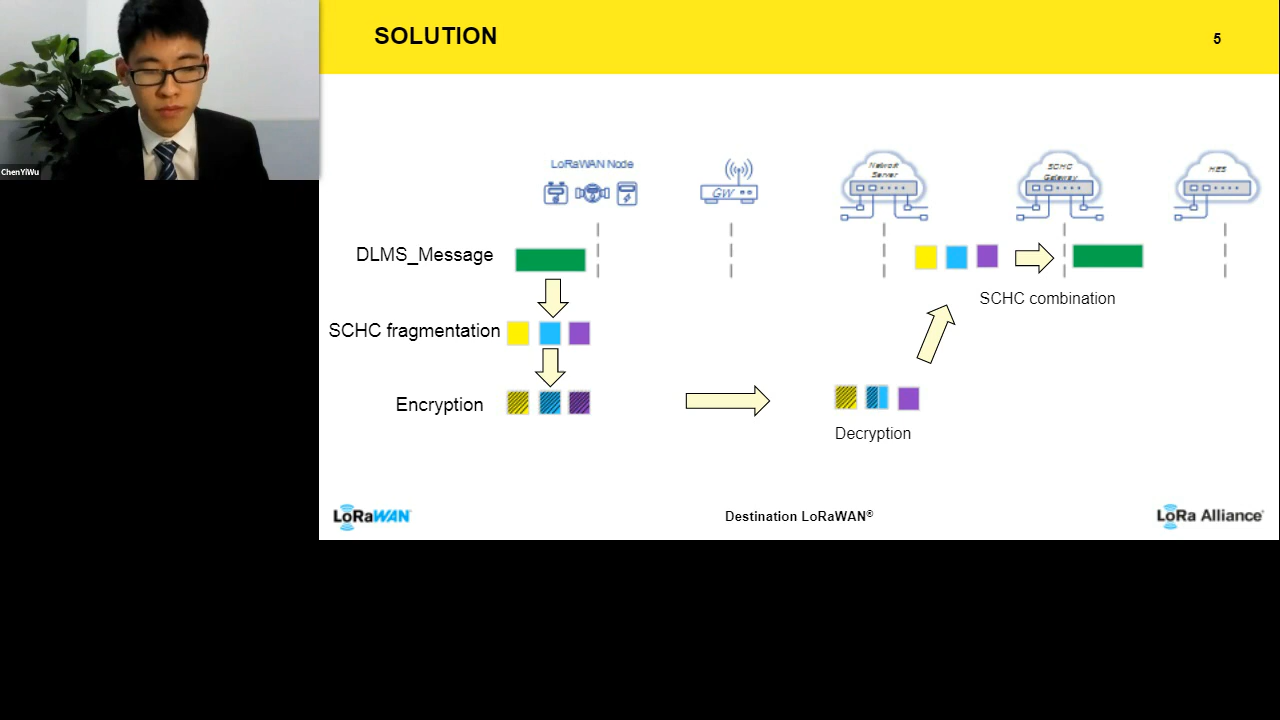 SOLUTION
5
ChenYiWu
LoRaWAN Node
GW
Network
Server
SCHC
Gateway
HES
DLMS_Message
SCHC combination
SCHC fragmentation
Encryption
Decryption
LoRaWAN
Destination LoRaWAN®
LoRa Alliance